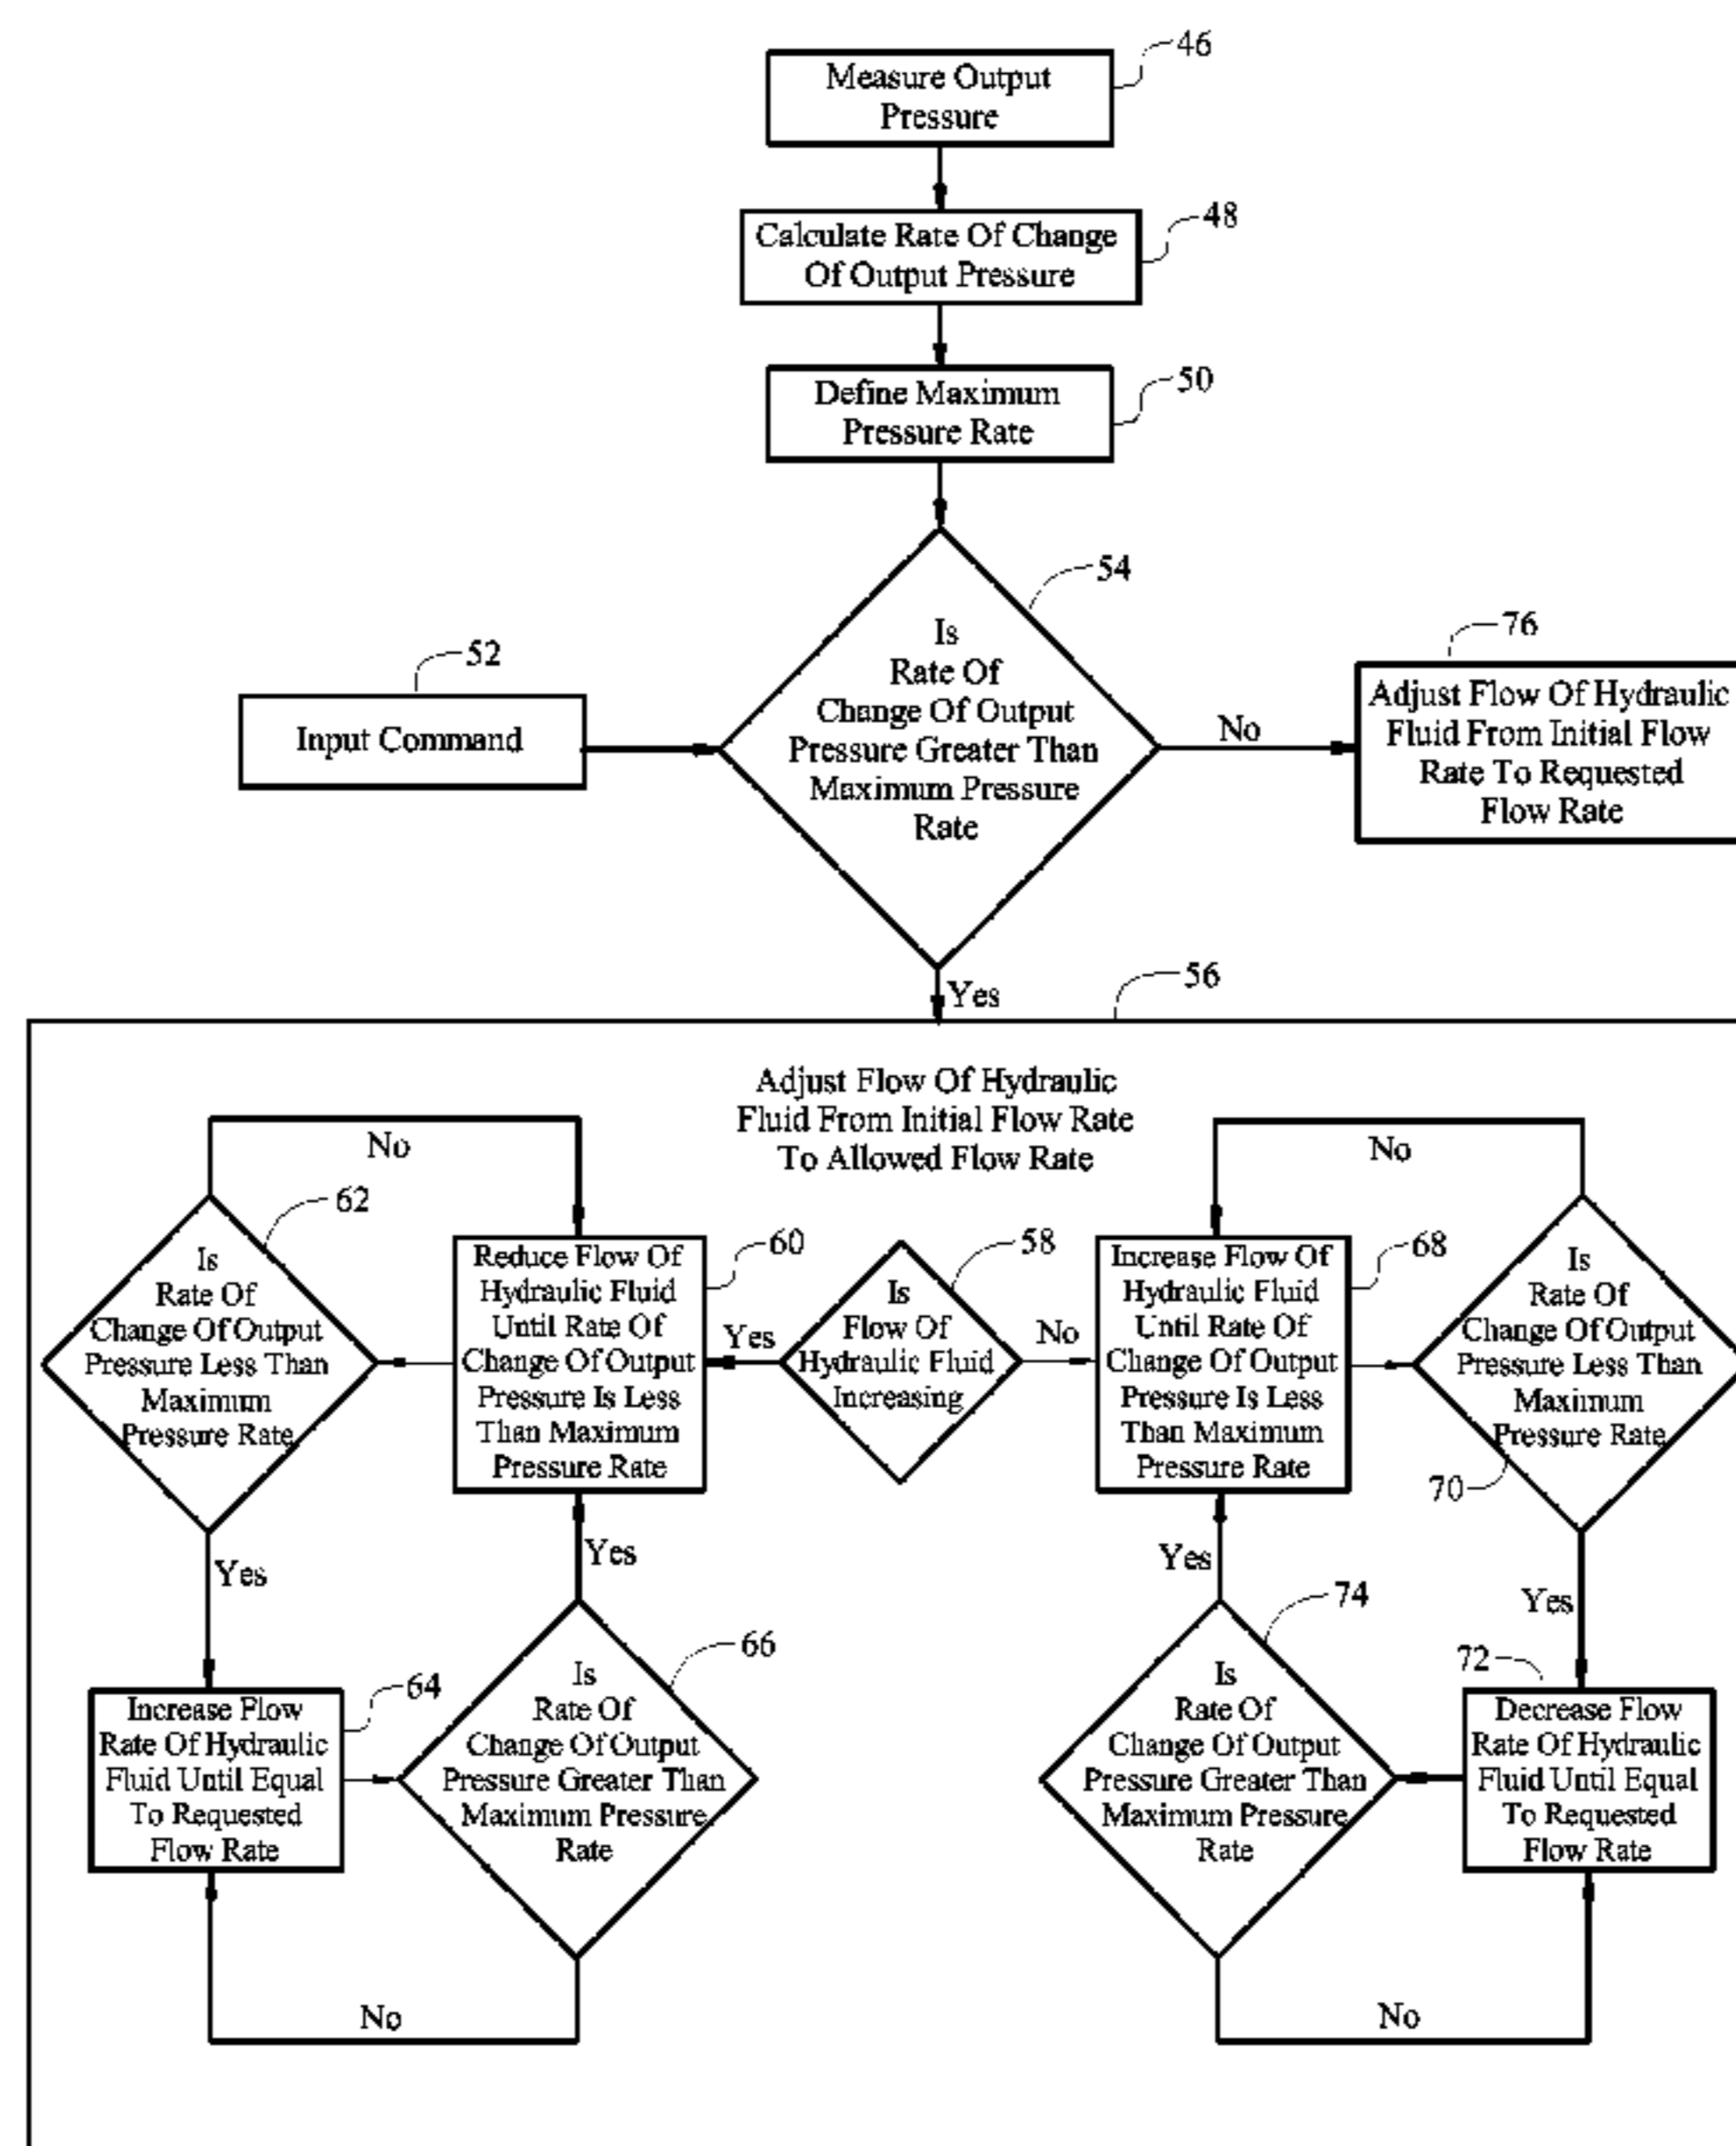 46
Measure Output
Pressure
48
Calculate Rate Of Change
Of Output Pressure
50
Define Maximum
Pressure Rate
54
Is
Rate Of
Change Of Output
Pressure Greater Than
Maximum Pressure
Rate
52
Input Command
No
76
Adjust Flow Of Hydraulic
Fluid From Initial Flow
Rate To Requested
Flow Rate
Yes
56
Adjust Flow Of Hydraulic
Fluid From Initial Flow Rate
To Allowed Flow Rate
No
62
Is
Rate Of
Change Of Output
Pressure Less Than
Maximum
Pressure Rate
60
Reduce Flow Of
Hydraulic Fluid
Until Rate Of
Change Of Output
Pressure Is Less
Than Maximum
Pressure Rate
Yes
58
Is
Flow Of
Hydraulic Fluid
Increasing
No
68
Increase Flow Of
Hydraulic Fluid
Until Rate Of
Change Of Output
Pressure Is Less
Than Maximum
Pressure Rate
No
Is
Rate Of
Change Of Output
Pressure Less Than
Maximum
Pressure Rate
70
Yes
64
Increase Flow
Rate Of Hydraulic
Fluid Until Equal
To Requested
Flow Rate
Yes
66
Is
Rate Of
Change Of Output
Pressure Greater Than
Maximum Pressure
Rate
No
Yes
74
Is
Rate Of
Change Of Output
Pressure Greater Than
Maximum Pressure
Rate
Yes
72
Decrease Flow
Rate Of Hydraulic
Fluid Until Equal
To Requested
Flow Rate
No